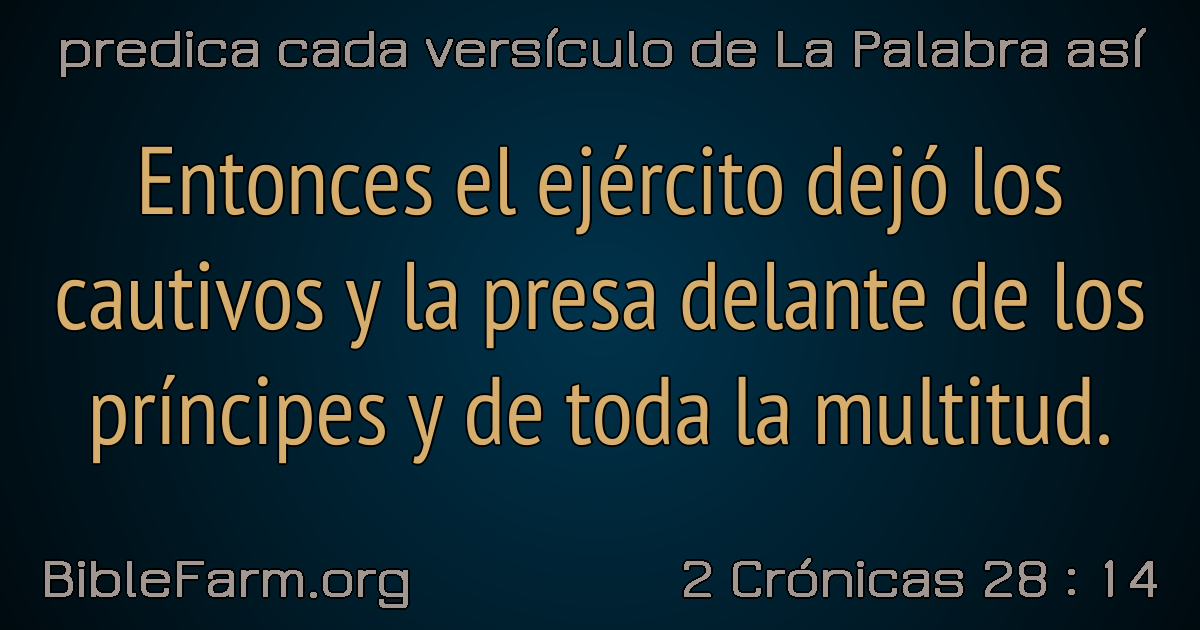 predica cada versículo de La Palabra así
Entonces el ejército dejó los
cautivos y la presa delante de los
príncipes y de toda la multitud.
BibleFarm.org
2 Crónicas 28 : 14